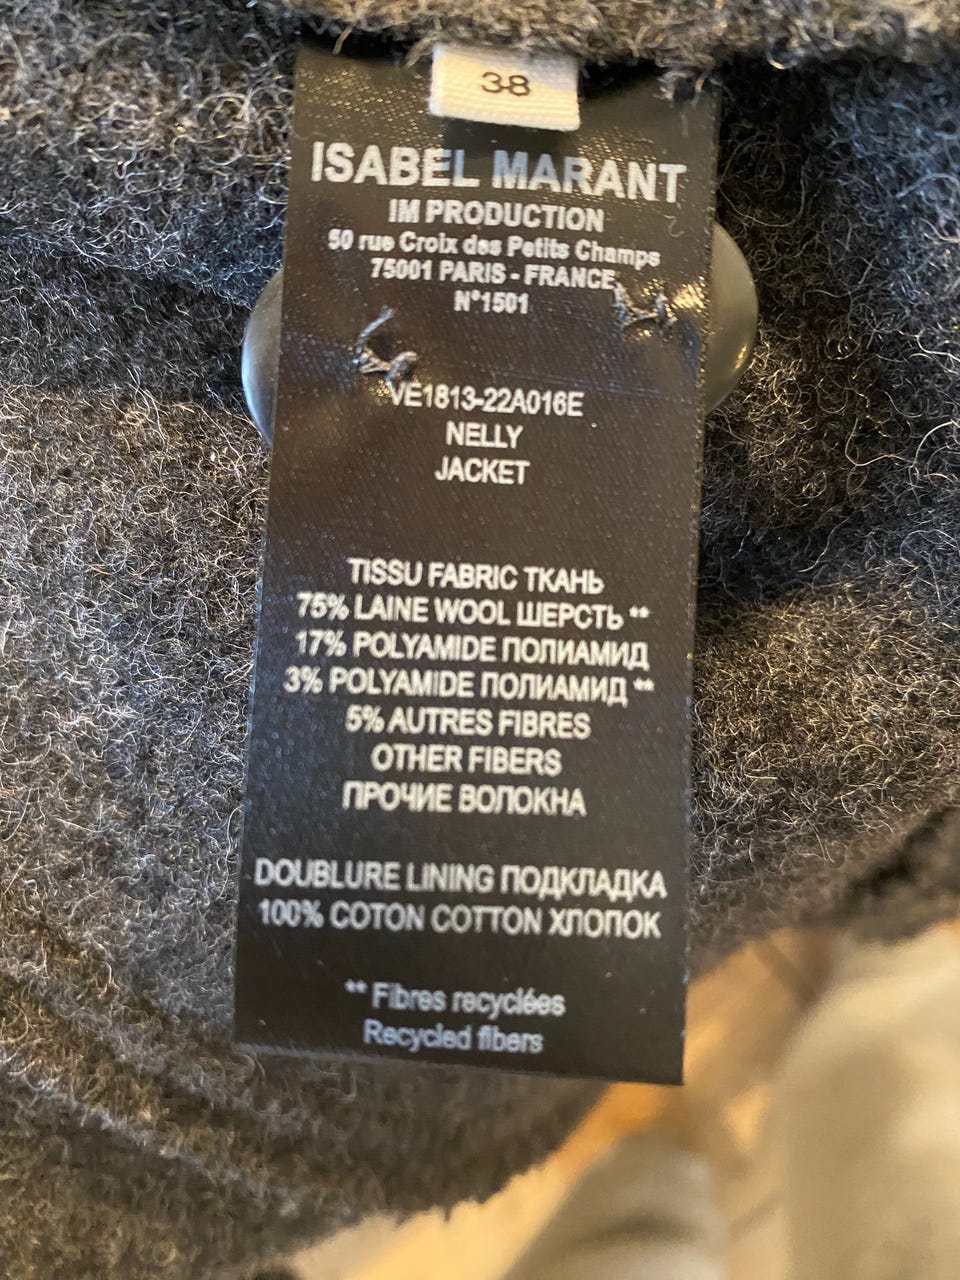 38
ISABEL MARANT
IM PRODUCTION
50 rue Croix des Petits Champs
75001 PARIS - FRANCE
N°1501
VE1813-22A016E
NELLY
JACKET
TISSU FABRIC ТКАНЬ
75% LAINE WOOL ШЕРСТЬ **
17% POLYAMIDE ПОЛИАМИД
3% POLYAMIDE ПОЛИАМИД **
5% AUTRES FIBRES
OTHER FIBERS
ПРОЧИЕ ВОЛОКНА
DOUBLURE LINING ПОДКЛАДКА
100% COTON COTTON ХЛОПОК
** Fibres recyclées
Recycled fibers